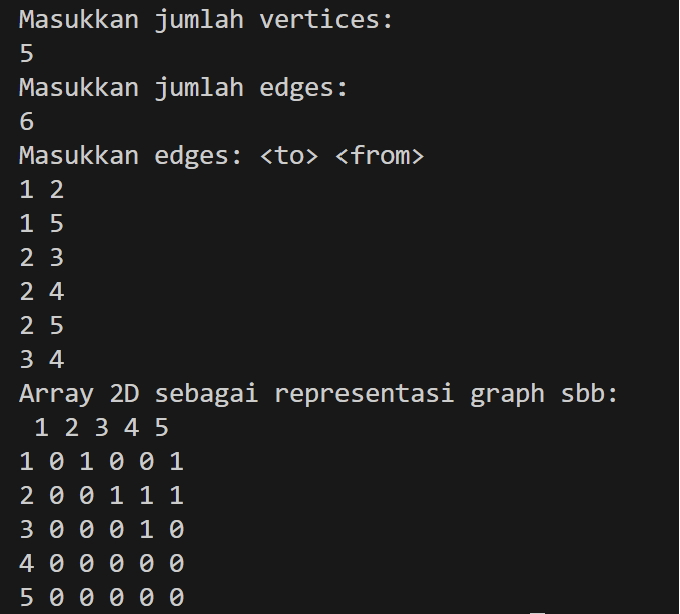 Masukkan jumlah vertices:
5
Masukkan jumlah edges:
6
Masukkan edges: <to> <from>
1 2
1 5
2 3
2 4
2 5
3 4
Array 2D sebagai representasi graph sbb:
 1 2 3 4 5
1 0 1 0 0 1
2 0 0 1 1 1
3 0 0 0 1 0
4 0 0 0 0 0
5 0 0 0 0 0